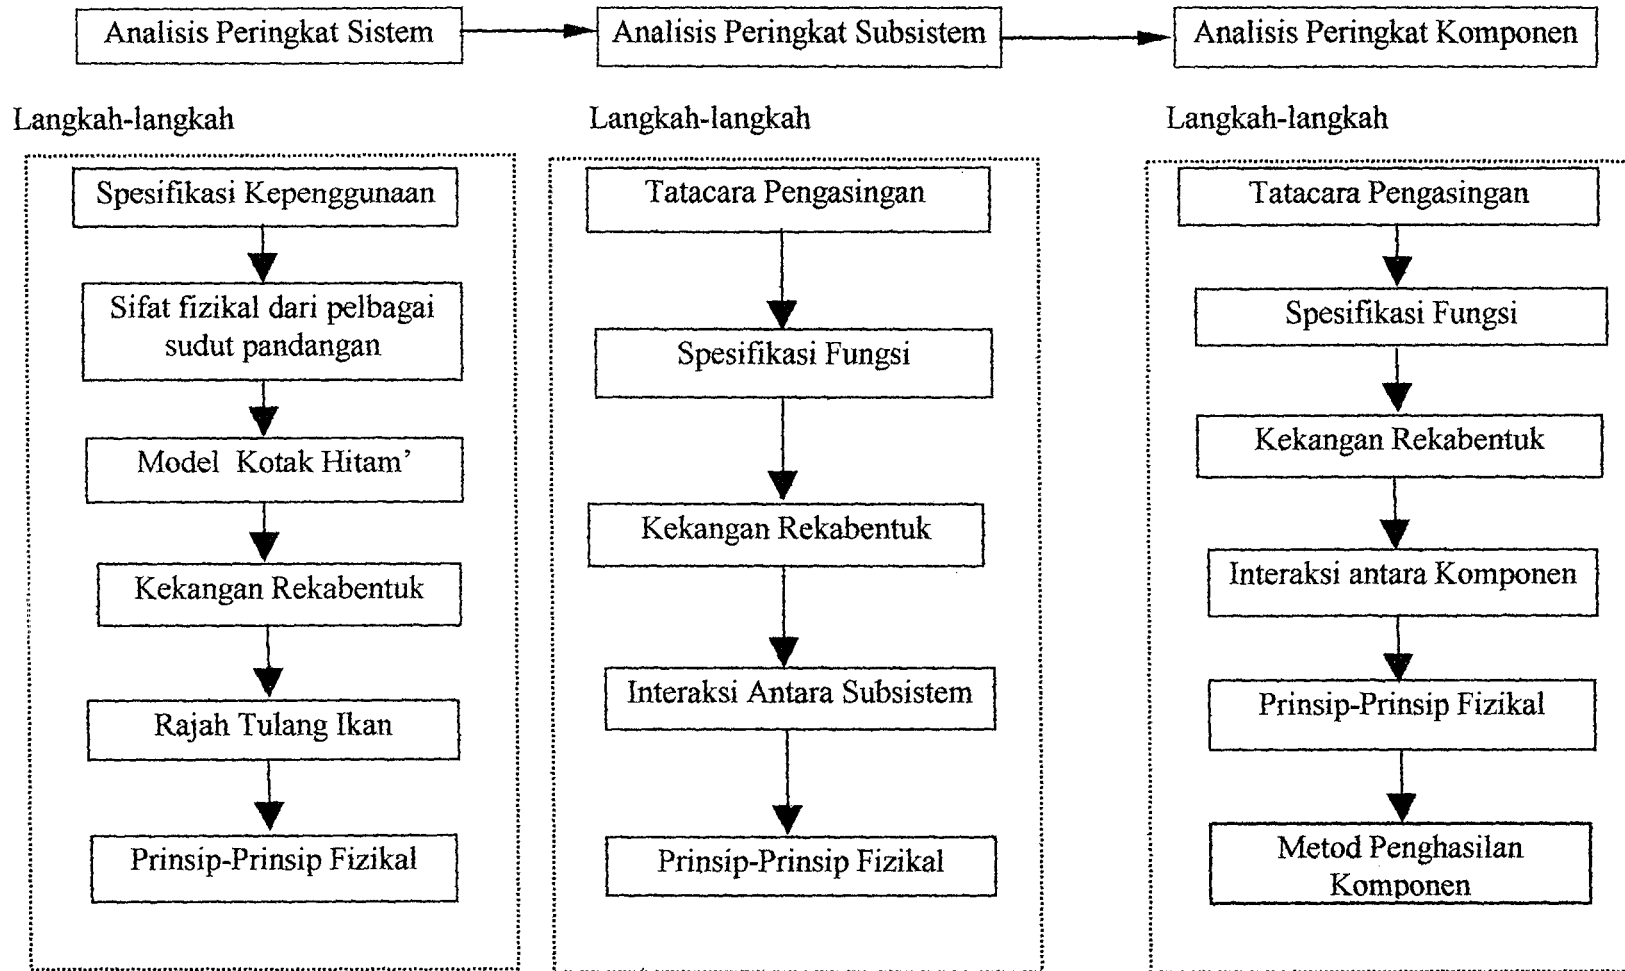 Analisis Peringkat Sistem
Analisis Peringkat Subsistem
Analisis Peringkat Komponen
Langkah-langkah
Spesifikasi Kepenggunaan
Sifat fizikal dari pelbagai
sudut pandangan
Model Kotak Hitam’
Kekangan Rekabentuk
Rajah Tulang Ikan
Prinsip-Prinsip Fizikal
Langkah-langkah
Tatacara Pengasingan
Spesifikasi Fungsi
Kekangan Rekabentuk
Interaksi Antara Subsistem
Prinsip-Prinsip Fizikal
Langkah-langkah
Tatacara Pengasingan
Spesifikasi Fungsi
Kekangan Rekabentuk
Interaksi antara Komponen
Prinsip-Prinsip Fizikal
Metod Penghasilan
Komponen